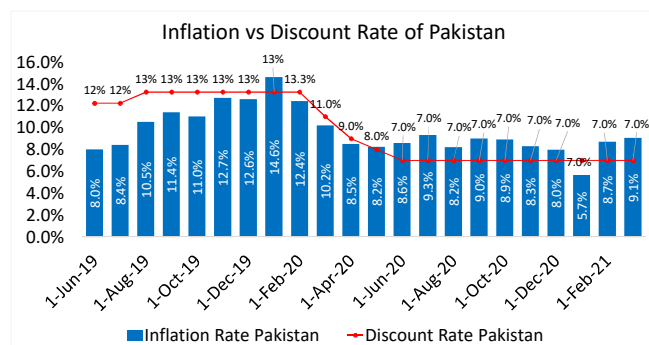 Inflation vs Discount Rate of Pakistan
16.0%
14.0%
12.0%
10.0%
8.0%
6.0%
4.0%
2.0%
0.0%
12% 12% 13% 13% 13% 13% 13% 13% 13.3% 11.0% 9.0% 8.0% 7.0% 7.0% 7.0% 7.0% 7.0% 7.0% 7.0% 7.0% 7.0% 7.0%
8.0% 8.4% 10.5% 11.4% 11.0% 12.7% 12.6% 14.6% 12.4% 10.2% 8.5% 8.2% 8.6% 9.3% 8.2% 9.0% 8.9% 8.3% 8.0% 5.7% 8.7% 9.1%
1-Jun-19 1-Aug-19 1-Oct-19 1-Dec-19 1-Feb-20 1-Apr-20 1-Jun-20 1-Aug-20 1-Oct-20 1-Dec-20 1-Feb-21
Inflation Rate Pakistan Discount Rate Pakistan